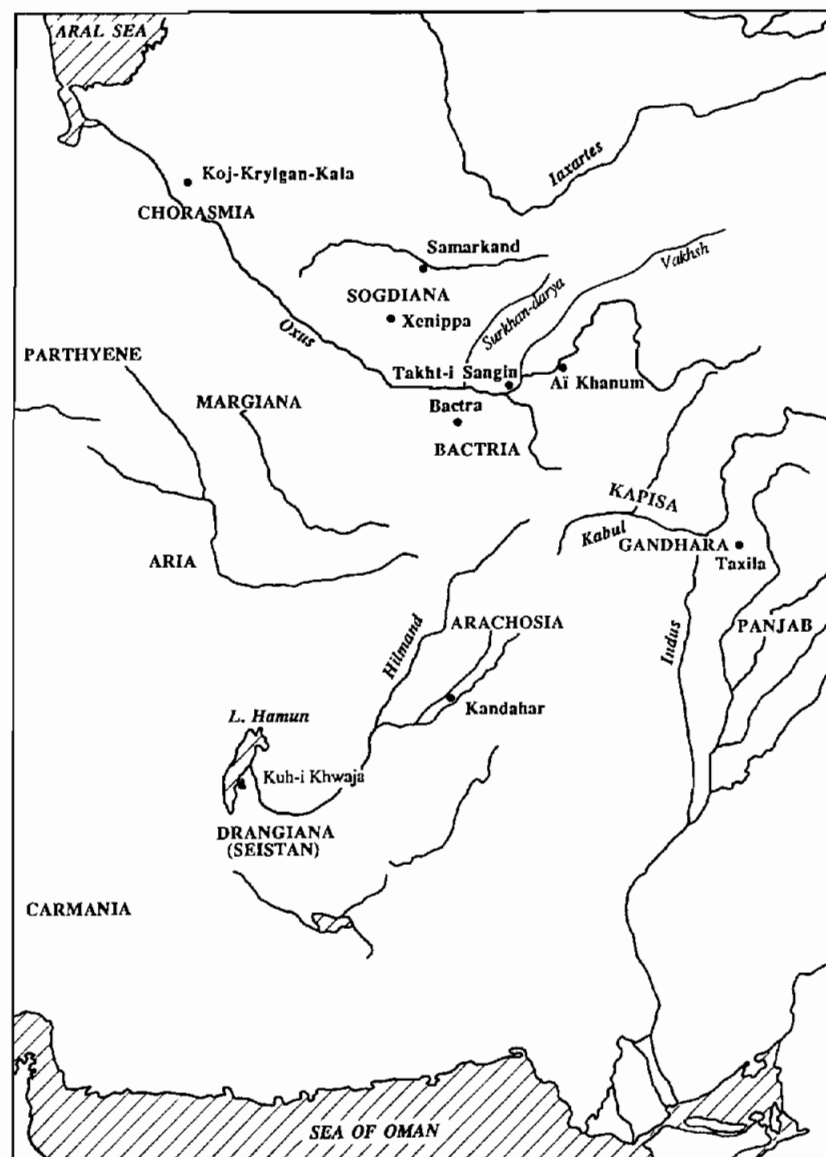 ARAL SEA
Iaxartes
Koj-Krylgan-Kala
CHORASMIA
Samarkand
Vakhsh
SOGDIANA
Surkhan-darya
Xenippa
Oxus
PARTHYENE
Takht-i Sangin
Aï Khanum
MARGIANA
Bactra
BACTRIA
KAPISA
Kabul
GANDHARA
ARIA
Taxila
Hilmand
ARACHOSIA
Indus
PANJAB
Kandahar
L. Hamun
Kuh-i Khwaja
DRANGIANA
(SEISTAN)
CARMANIA
SEA OF OMAN